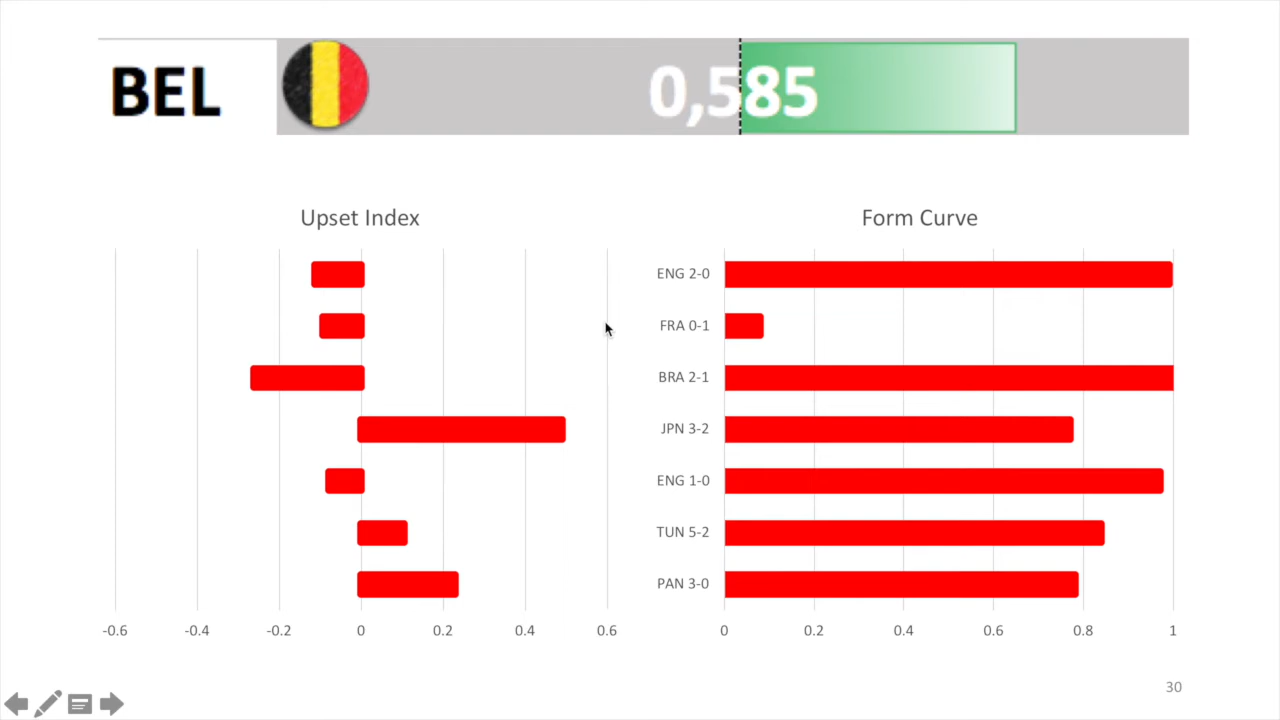 BEL 0,585
Upset Index
Form Curve
ENG 2-0
FRA 0-1
BRA 2-1
JPN 3-2
ENG 1-0
TUN 5-2
PAN 3-0
-0.6 -0.4 -0.2 0 0.2 0.4 0.6
0 0.2 0.4 0.6 0.8 1
30